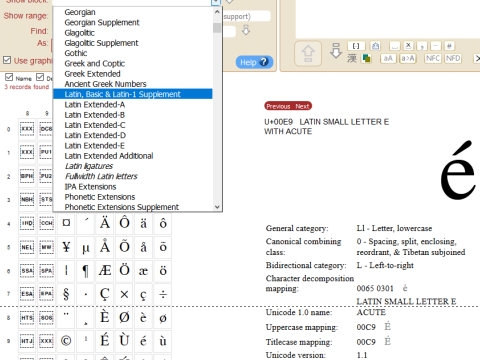 Show block:
Show range:
Find:
As:
Use graphi
Name
De
3 records found
support)
Help ?
Georgian
Georgian Supplement
Glagolitic
Glagolitic Supplement
Gothic
Greek and Coptic
Greek Extended
Ancient Greek Numbers
Latin, Basic & Latin-1 Supplement
Latin Extended-A
Latin Extended-B
Latin Extended-C
Latin Extended-D
Latin Extended-E
Latin Extended Additional
Latin ligatures
Fullwidth Latin letters
IPA Extensions
Phonetic Extensions
Phonetic Extensions Supplement
漢 aA a>A NFC NFD
8 9
0 XXX DCS
1 XXX PU1
2 BPH PU2
3 NBH STS
4 IND CCH ¤ ´ Ä Ô ä ô
5 NEL MW ¥ µ Å Õ å õ
6 SSA SPA ¦ ¶ Æ Ö æ ö
7 ESA EPA § · Ç × ç ÷
8 HTS SOS ¨ ¸ È Ø è ø
9 HTJ XXX © ¹ É Ù é ù
Previous Next
U+00E9 LATIN SMALL LETTER E
WITH ACUTE
é
General category: Ll - Letter, lowercase
Canonical combining class: 0 - Spacing, split, enclosing, reordrant, & Tibetan subjoined
Bidirectional category: L - Left-to-right
Character decomposition mapping: 0065 0301 é
Unicode 1.0 name: LATIN SMALL LETTER E ACUTE
Uppercase mapping: 00C9 É
Titlecase mapping: 00C9 É
Unicode version: 1.1